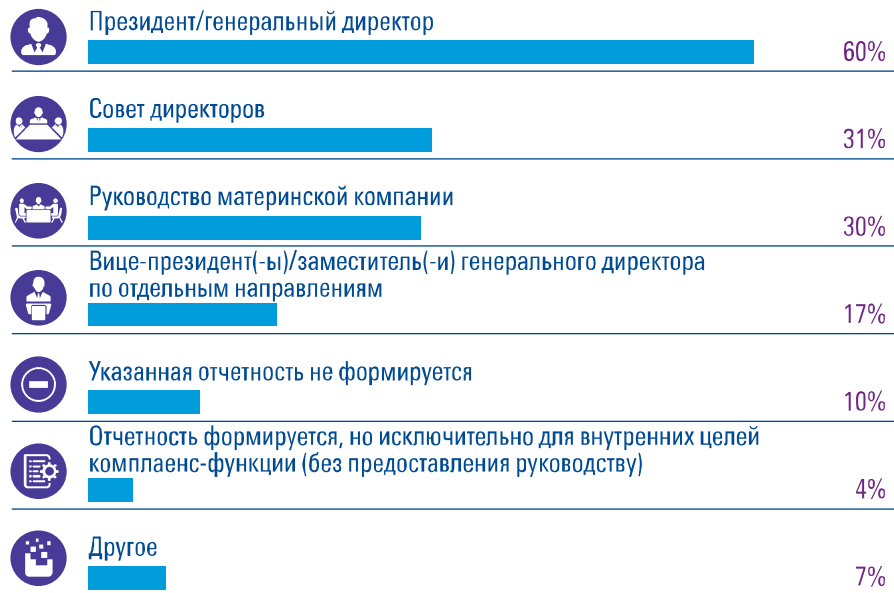 Президент/генеральный директор
60%
Совет директоров
31%
Руководство материнской компании
30%
Вице-президент(-ы)/заместитель(-и) генерального директора
по отдельным направлениям
17%
Указанная отчетность не формируется
10%
Отчетность формируется, но исключительно для внутренних целей
комплаенс-функции (без предоставления руководству)
4%
Другое
7%